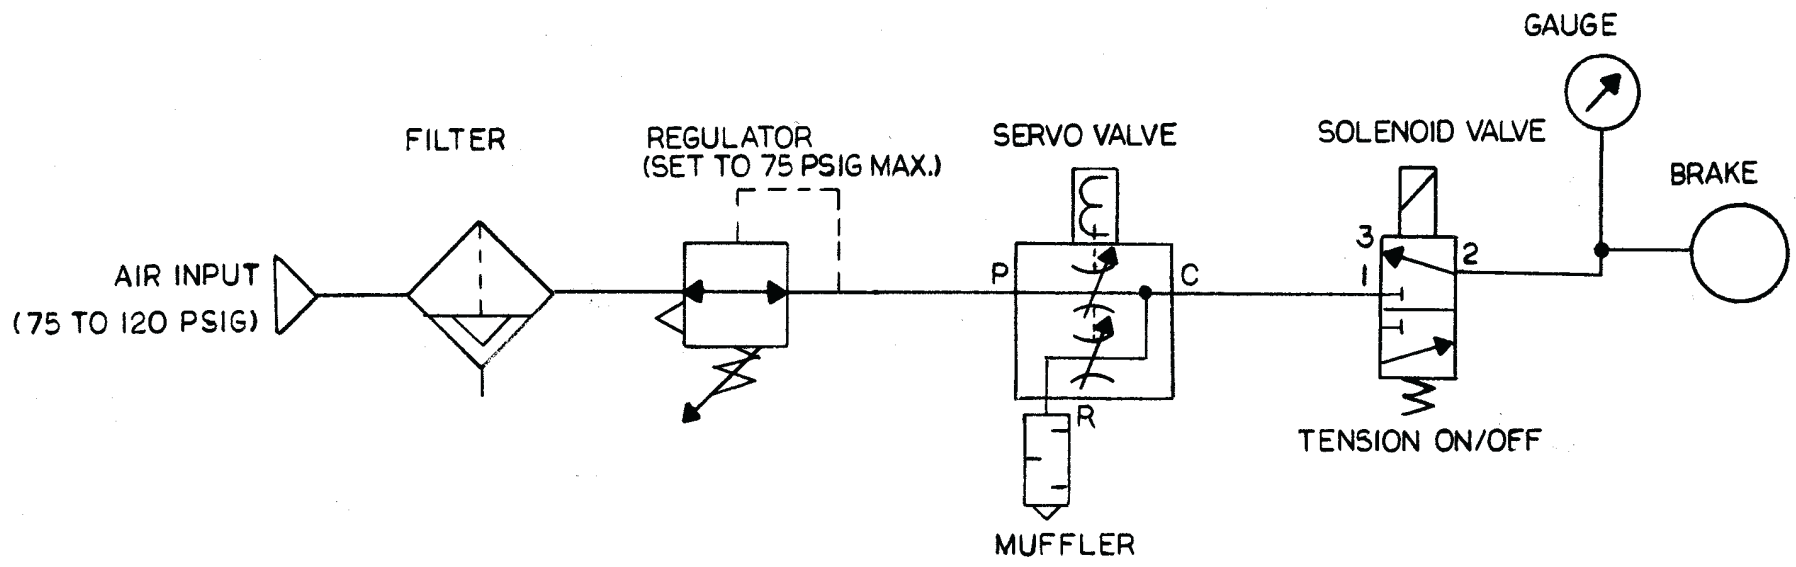 GAUGE
FILTER
REGULATOR
(SET TO 75 PSIG MAX.)
SERVO VALVE
SOLENOID VALVE
BRAKE
AIR INPUT
(75 TO 120 PSIG)
P
C
3
1
2
R
TENSION ON/OFF
MUFFLER